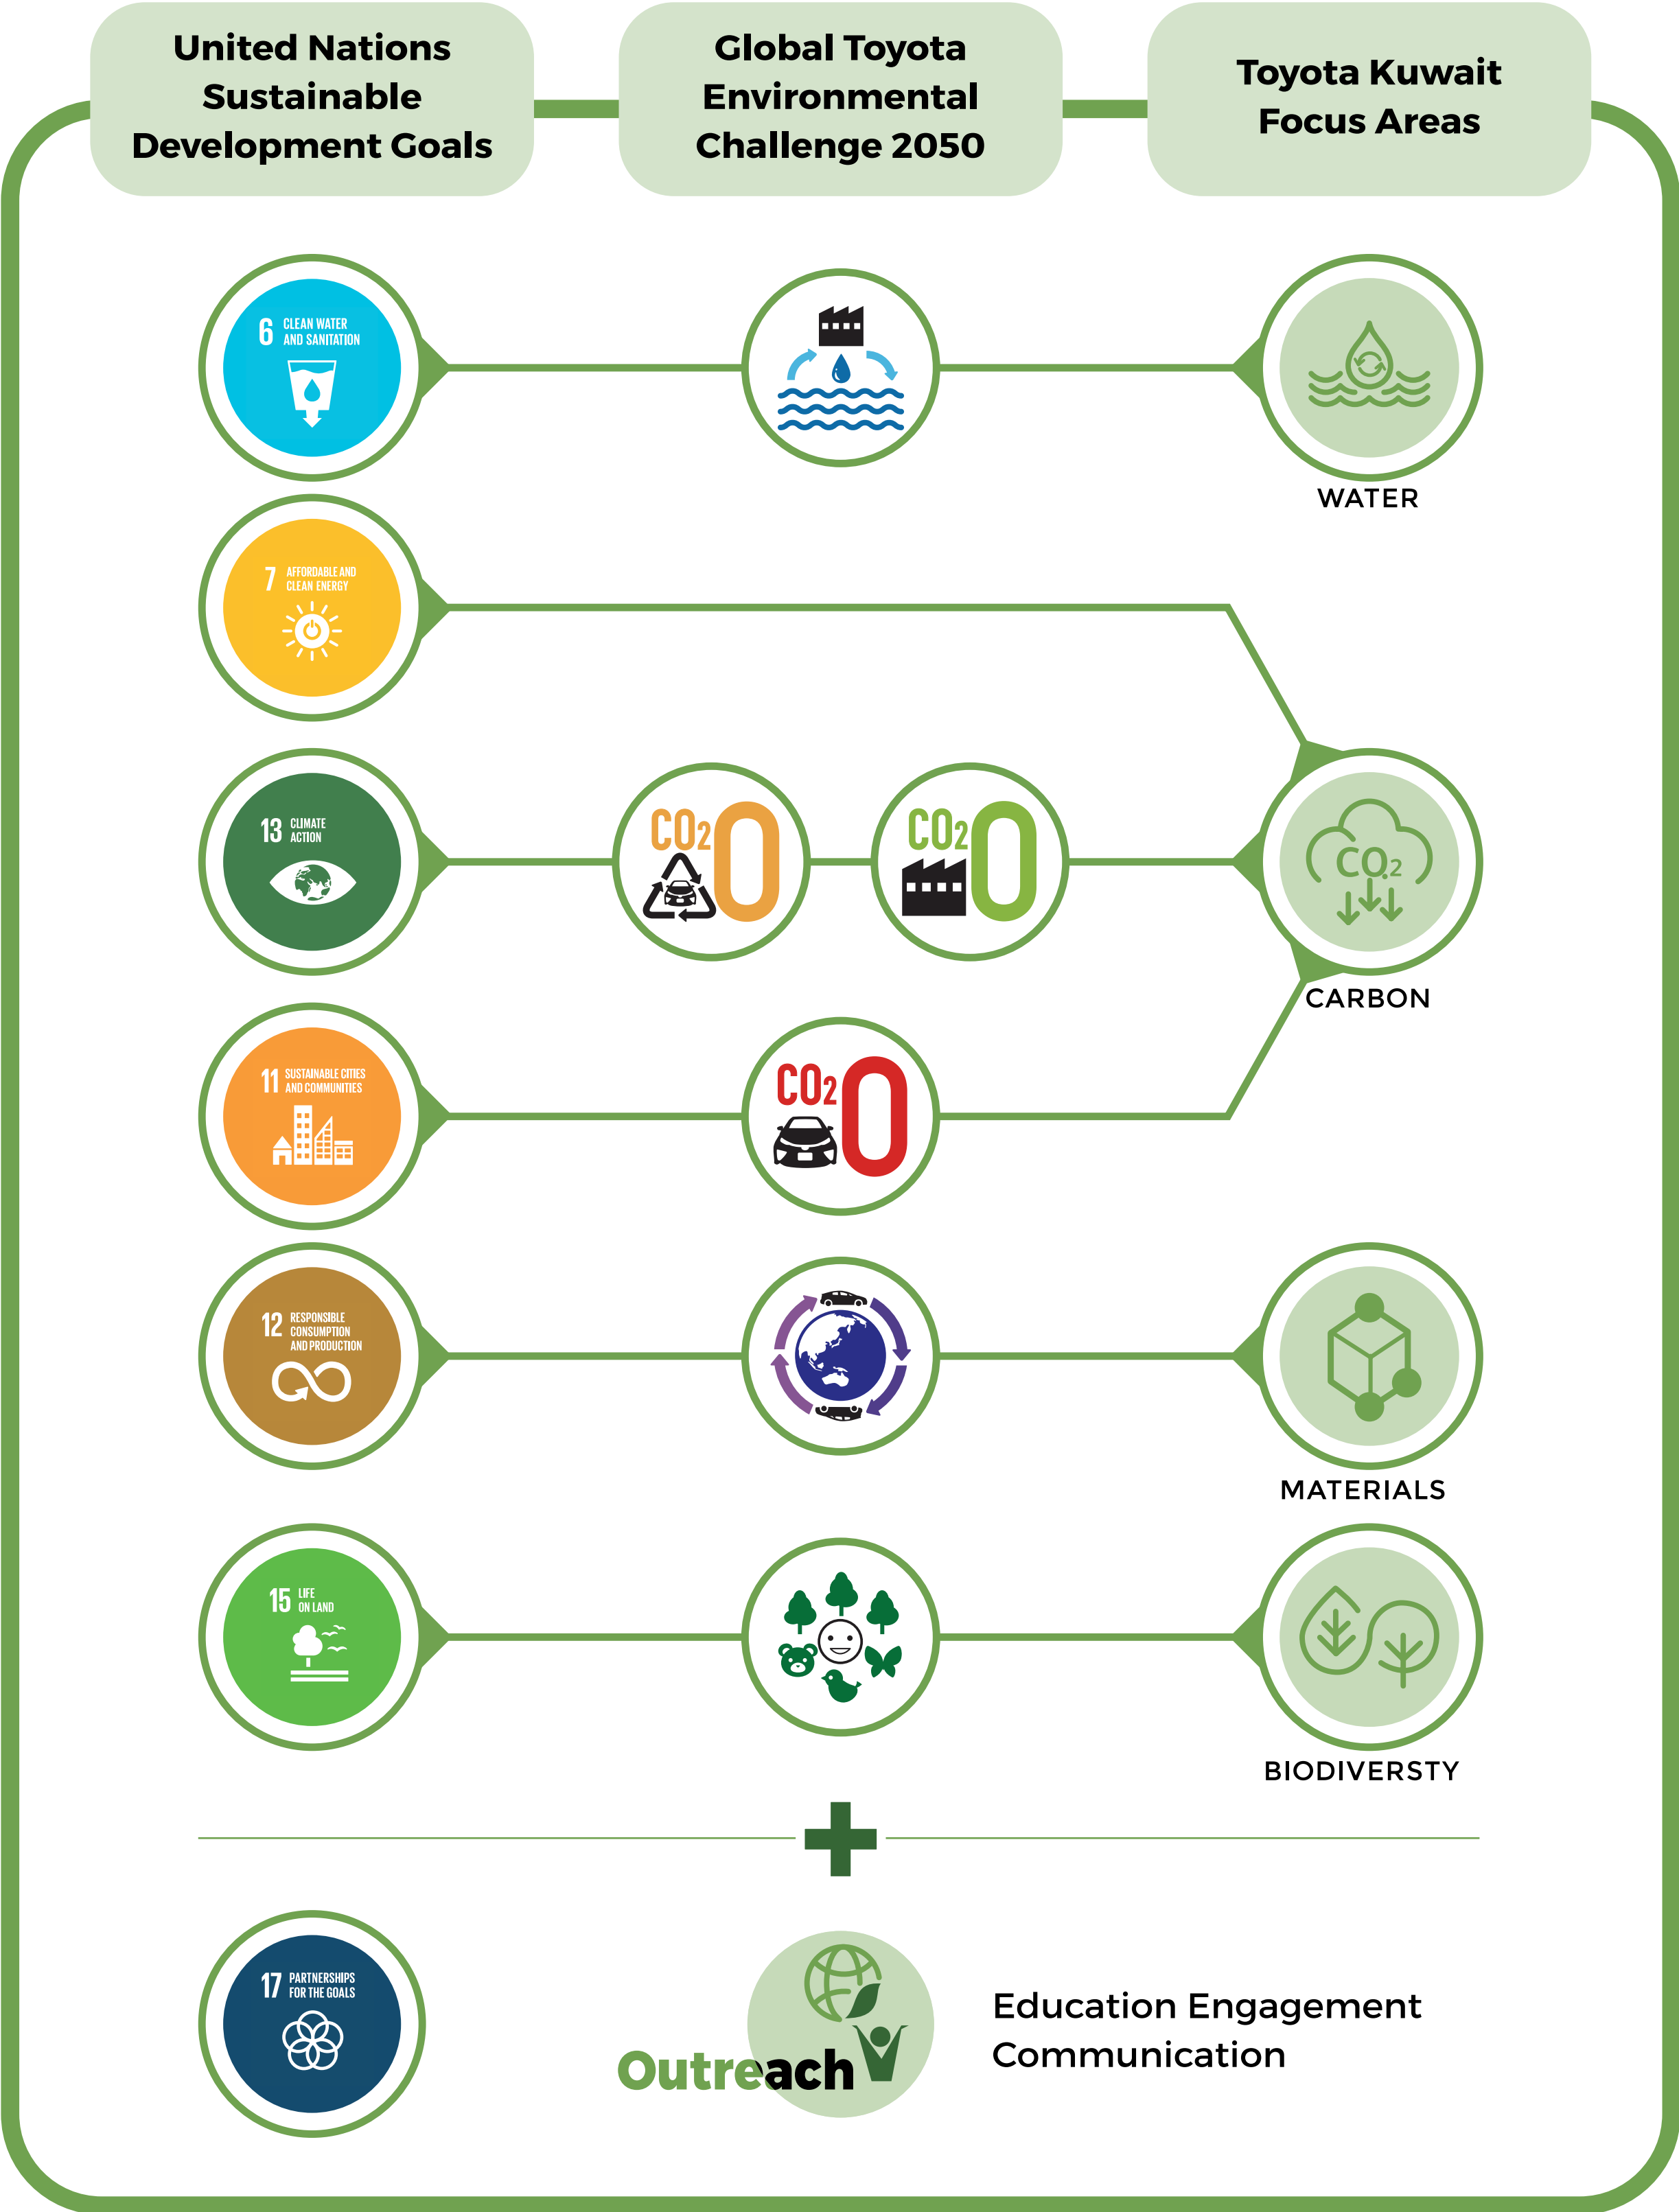 United Nations
Sustainable
Development Goals
Global Toyota
Environmental
Challenge 2050
Toyota Kuwait
Focus Areas
6 CLEAN WATER
AND SANITATION
WATER
7 AFFORDABLE AND
CLEAN ENERGY
13 CLIMATE
ACTION
CO2 0
CO2 0
CO2
CARBON
11 SUSTAINABLE CITIES
AND COMMUNITIES
CO2 0
12 RESPONSIBLE
CONSUMPTION
AND PRODUCTION
MATERIALS
15 LIFE
ON LAND
BIODIVERSTY
17 PARTNERSHIPS
FOR THE GOALS
Outreach
Education Engagement
Communication